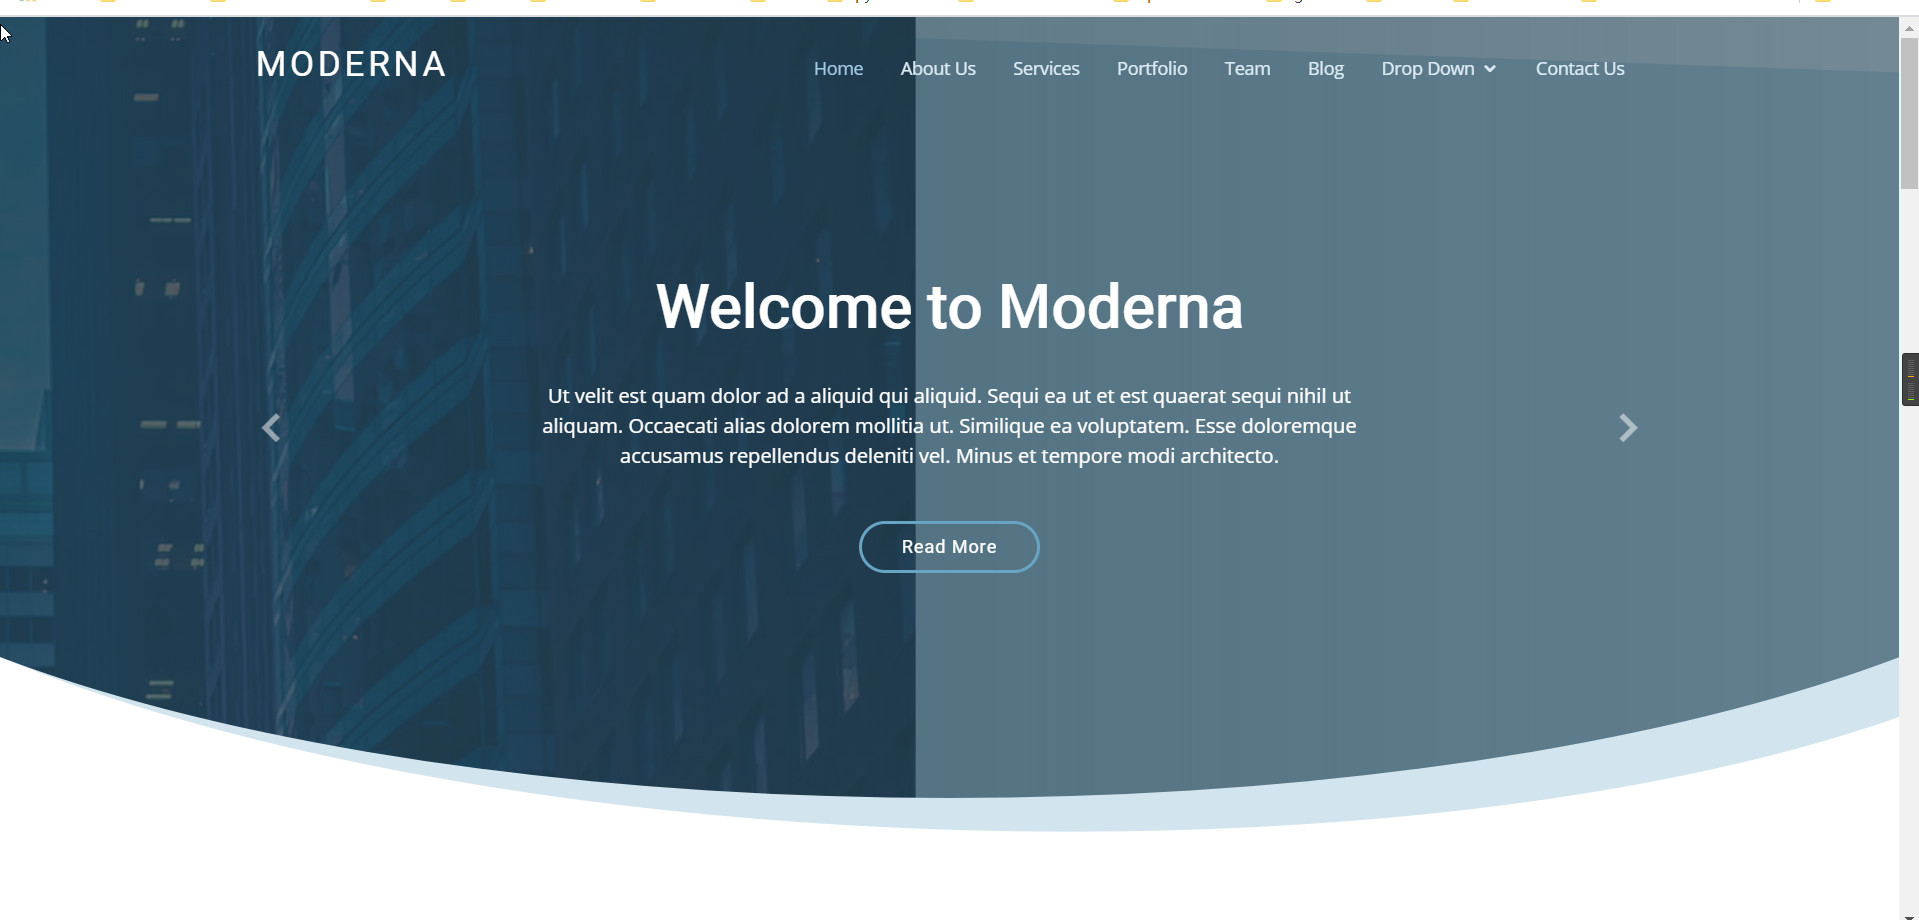 MODERNA
Home About Us Services Portfolio Team Blog Drop Down Contact Us
Welcome to Moderna
Ut velit est quam dolor ad a aliquid qui aliquid. Sequi ea ut et est quaerat sequi nihil ut
aliquam. Occaecati alias dolorem mollitia ut. Similique ea voluptatem. Esse doloremque
accusamus repellendus deleniti vel. Minus et tempore modi architecto.
Read More